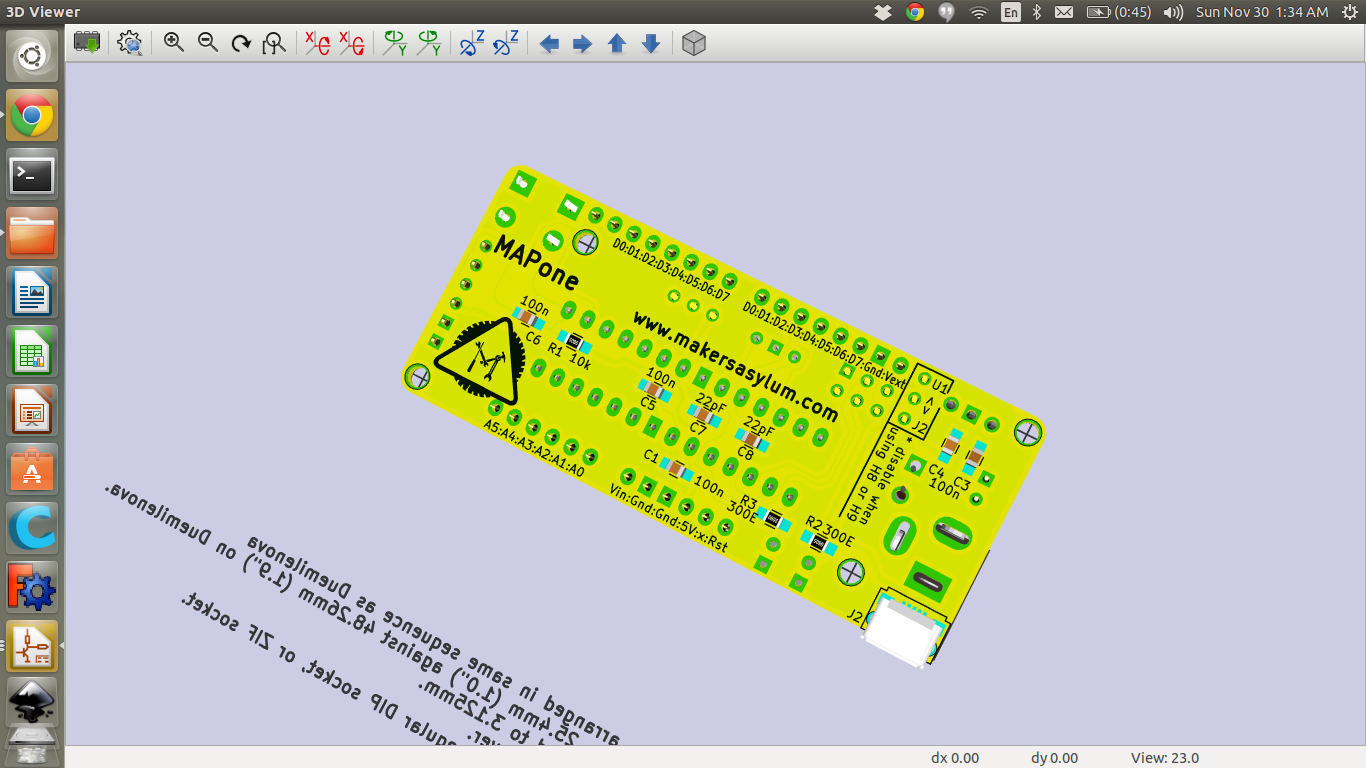 3D Viewer
En
(0:45)
Sun Nov 30 1:34 AM
X
X
Y
Y
Z
Z
MAPone
D0:D1:D2:D3:D4:D5:D6:D7
D0:D1:D2:D3:D4:D5:D6:D7:Gnd:Vext
www.makersasylum.com
100n
C6
R1 10k
100n
C5
22pF
C7
22pF
C8
C1
100n
A5:A4:A3:A2:A1:A0
Vin:Gnd:Gnd:5V:x:Rst
R3
300E
R2 300E
U1
< >
J2
* disable when
using H8 or H9
C4 C3
100n
J2
arranged in same sequence as Duemilenova
25.4mm (1.0") against 48.26mm (1.9") on Duemilenova.
to 3.125mm.
DIP socket, or ZIF socket.
dx 0.00
dy 0.00
View: 23.0